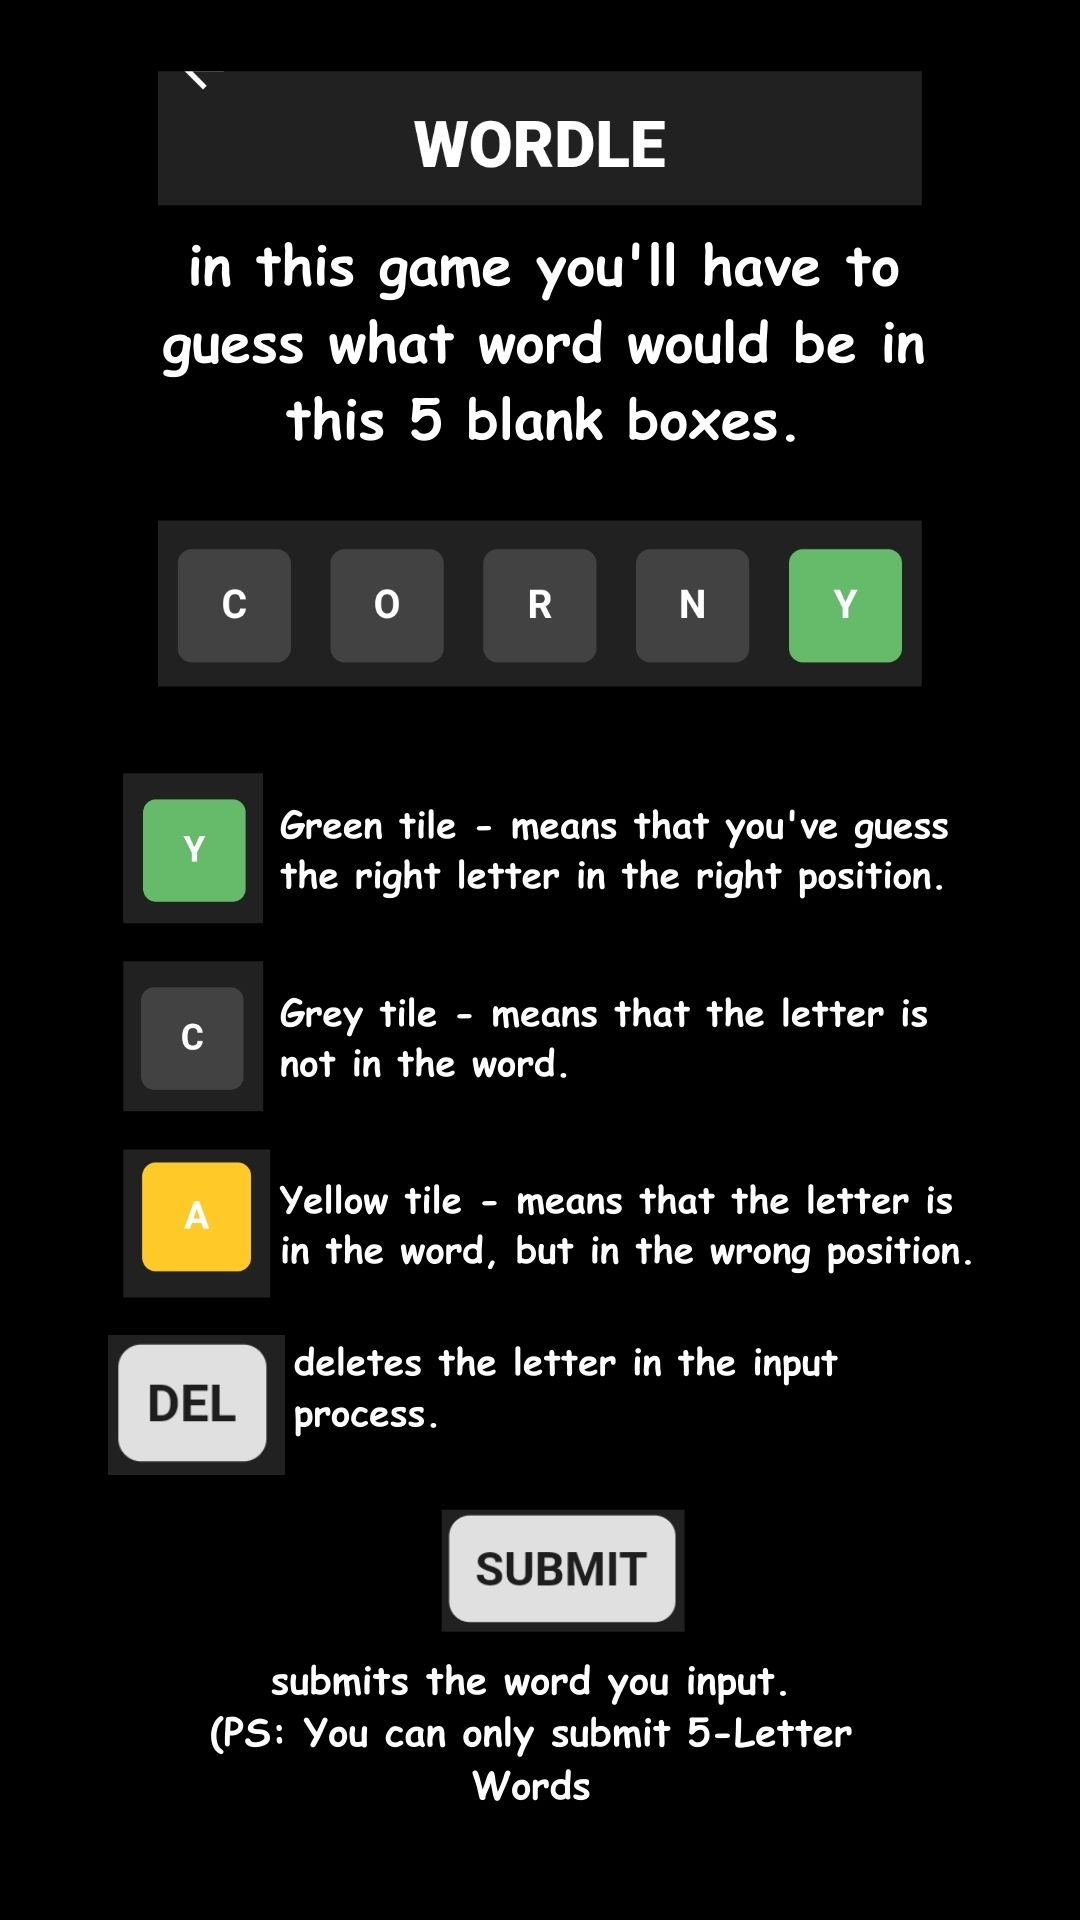 WORDLE
in this game you'll have to
guess what word would be in
this 5 blank boxes.
C O R N Y
Y
Green tile - means that you've guess
the right letter in the right position.
C
Grey tile - means that the letter is
not in the word.
A
Yellow tile - means that the letter is
in the word, but in the wrong position.
DEL
deletes the letter in the input
process.
SUBMIT
submits the word you input.
(PS: You can only submit 5-Letter
Words